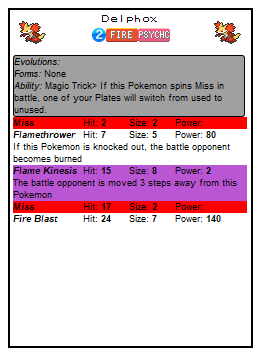 Delphox
2 FIRE PSYCHC
Evolutions:
Forms: None
Ability: Magic Trick> If this Pokemon spins Miss in
battle, one of your Plates will switch from used to
unused.
Miss Hit: 2 Size: 2 Power:
Flamethrower Hit: 7 Size: 5 Power: 80
If this Pokemon is knocked out, the battle opponent
becomes burned
Flame Kinesis Hit: 15 Size: 8 Power: 2
The battle opponent is moved 3 steps away from this
Pokemon
Miss Hit: 17 Size: 2 Power:
Fire Blast Hit: 24 Size: 7 Power: 140